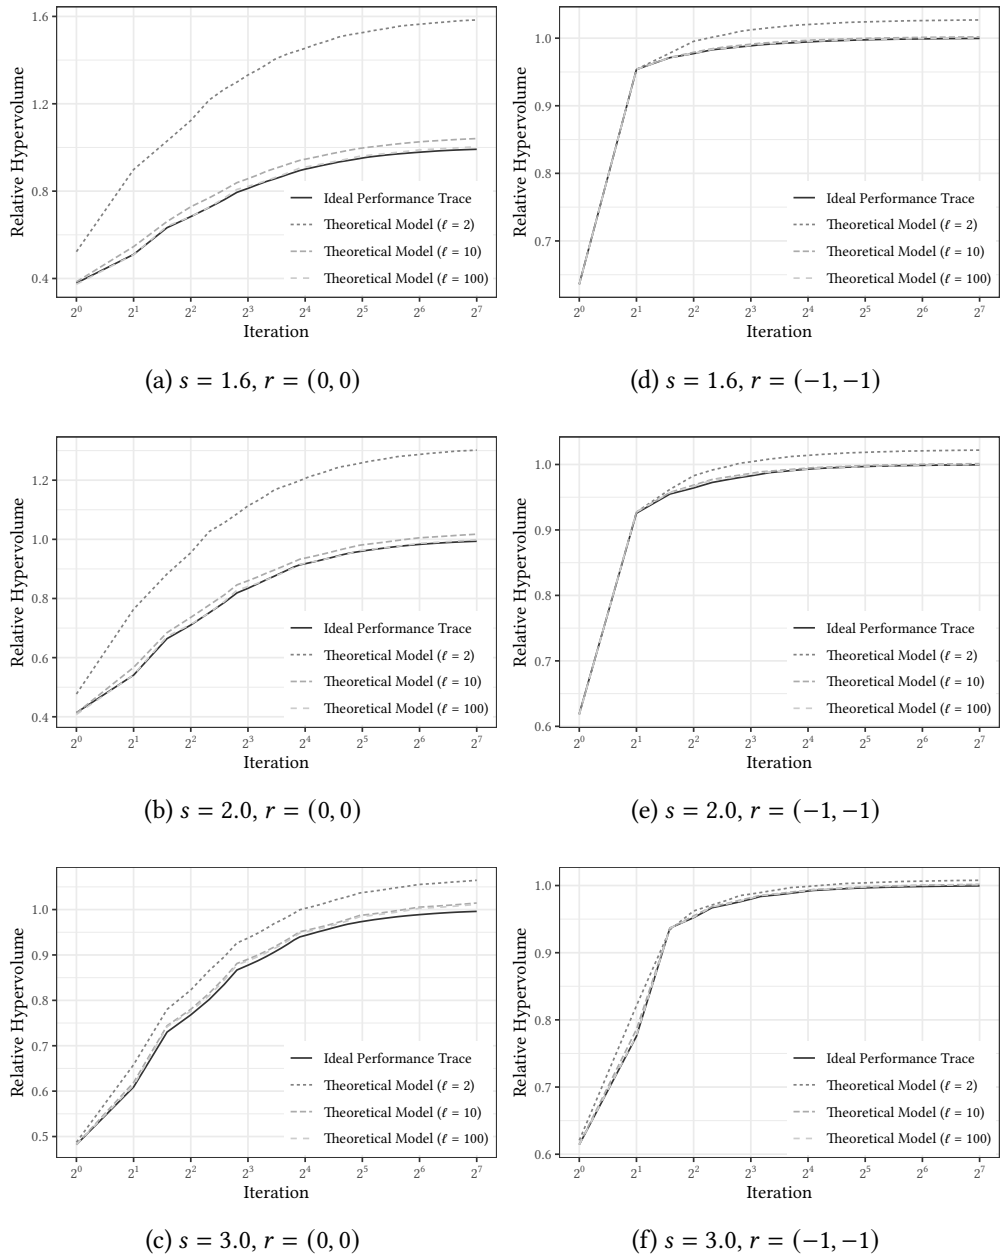 Relative Hypervolume
1.6
1.2
0.8
0.4
Ideal Performance Trace
Theoretical Model (ℓ = 2)
Theoretical Model (ℓ = 10)
Theoretical Model (ℓ = 100)
2⁰ 2¹ 2² 2³ 2⁴ 2⁵ 2⁶ 2⁷
Iteration
(a) s = 1.6, r = (0, 0)
Relative Hypervolume
1.0
0.9
0.8
0.7
Ideal Performance Trace
Theoretical Model (ℓ = 2)
Theoretical Model (ℓ = 10)
Theoretical Model (ℓ = 100)
2⁰ 2¹ 2² 2³ 2⁴ 2⁵ 2⁶ 2⁷
Iteration
(d) s = 1.6, r = (−1, −1)
Relative Hypervolume
1.2
1.0
0.8
0.6
0.4
Ideal Performance Trace
Theoretical Model (ℓ = 2)
Theoretical Model (ℓ = 10)
Theoretical Model (ℓ = 100)
2⁰ 2¹ 2² 2³ 2⁴ 2⁵ 2⁶ 2⁷
Iteration
(b) s = 2.0, r = (0, 0)
Relative Hypervolume
1.0
0.9
0.8
0.7
0.6
Ideal Performance Trace
Theoretical Model (ℓ = 2)
Theoretical Model (ℓ = 10)
Theoretical Model (ℓ = 100)
2⁰ 2¹ 2² 2³ 2⁴ 2⁵ 2⁶ 2⁷
Iteration
(e) s = 2.0, r = (−1, −1)
Relative Hypervolume
1.0
0.9
0.8
0.7
0.6
0.5
Ideal Performance Trace
Theoretical Model (ℓ = 2)
Theoretical Model (ℓ = 10)
Theoretical Model (ℓ = 100)
2⁰ 2¹ 2² 2³ 2⁴ 2⁵ 2⁶ 2⁷
Iteration
(c) s = 3.0, r = (0, 0)
Relative Hypervolume
1.0
0.9
0.8
0.7
0.6
Ideal Performance Trace
Theoretical Model (ℓ = 2)
Theoretical Model (ℓ = 10)
Theoretical Model (ℓ = 100)
2⁰ 2¹ 2² 2³ 2⁴ 2⁵ 2⁶ 2⁷
Iteration
(f) s = 3.0, r = (−1, −1)